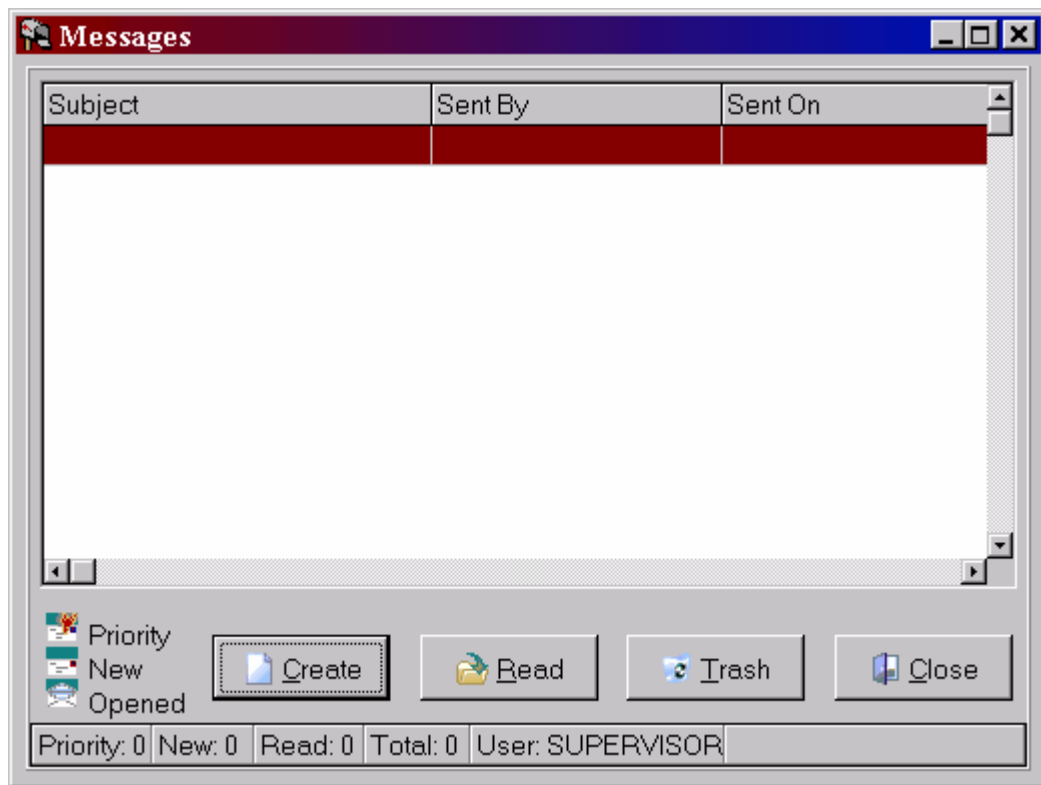 Messages
Subject Sent By Sent On
Priority
New
Opened
Create Read Trash Close
Priority: 0 New: 0 Read: 0 Total: 0 User: SUPERVISOR